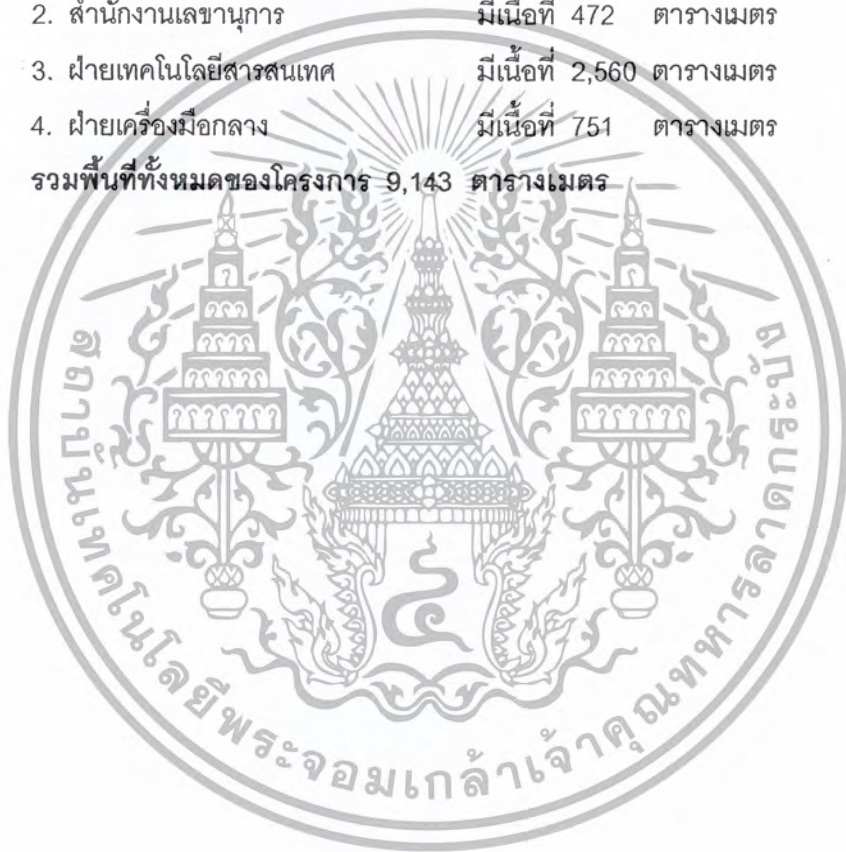 2. สำนักงานเลขานุการ มีเนื้อที่ 472 ตารางเมตร
3. ฝ่ายเทคโนโลยีสารสนเทศ มีเนื้อที่ 2,560 ตารางเมตร
4. ฝ่ายเครื่องมือกลาง มีเนื้อที่ 751 ตารางเมตร
รวมพื้นที่ทั้งหมดของโครงการ 9,143 ตารางเมตร
สถาบันเทคโนโลยีพระจอมเกล้าเจ้าคุณทหารลาดกระบัง